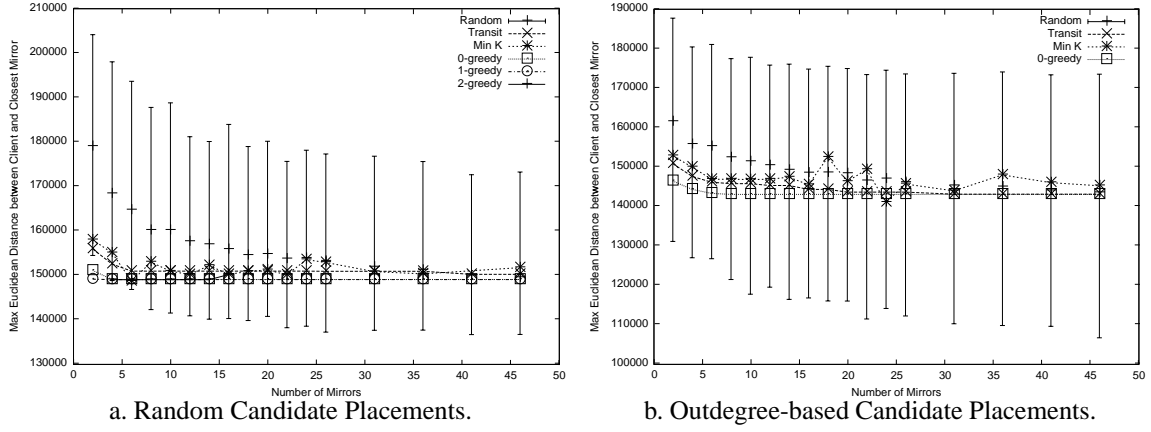 210000
200000
190000
180000
170000
160000
150000
140000
130000
Max Euclidean Distance between Client and Closest Mirror
Random
Transit
Min K
0-greedy
1-greedy
2-greedy
0 5 10 15 20 25 30 35 40 45 50
Number of Mirrors
a. Random Candidate Placements.
190000
180000
170000
160000
150000
140000
130000
120000
110000
100000
Max Euclidean Distance between Client and Closest Mirror
Random
Transit
Min K
0-greedy
0 5 10 15 20 25 30 35 40 45 50
Number of Mirrors
b. Outdegree-based Candidate Placements.